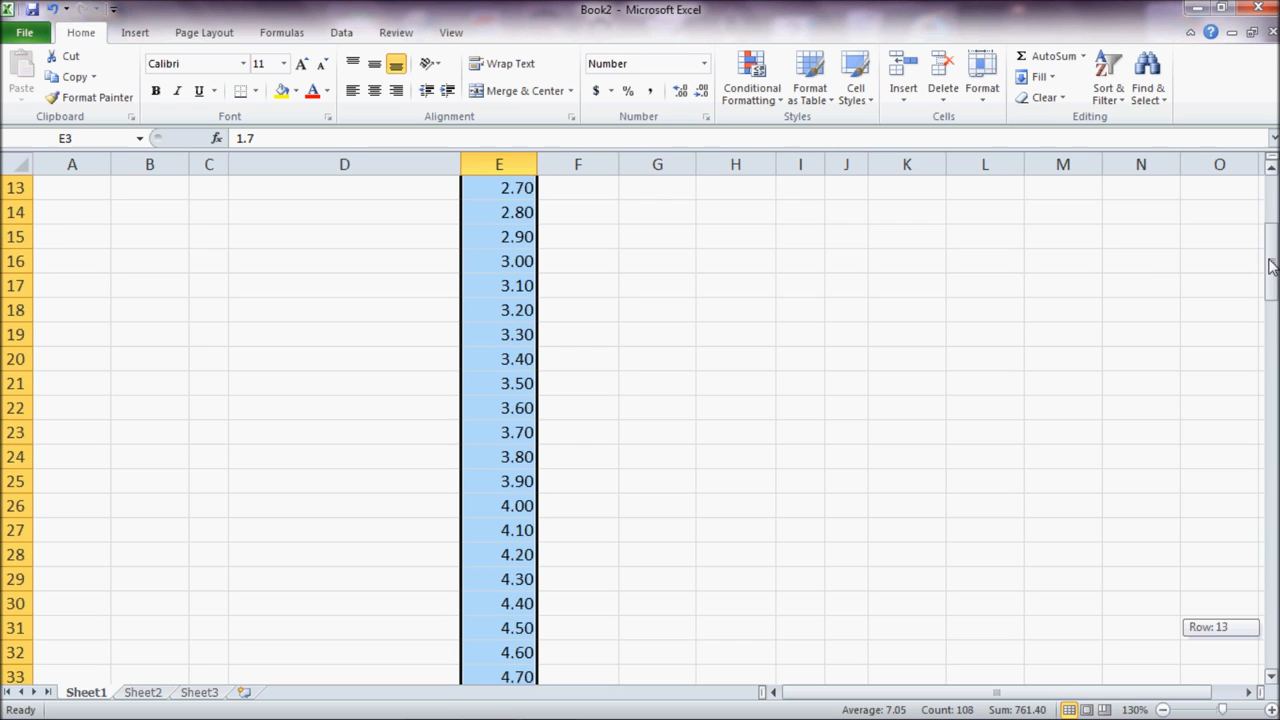 Book2 - Microsoft Excel
File Home Insert Page Layout Formulas Data Review View
Paste Cut Copy Format Painter
Calibri 11 A A
B I U A
Wrap Text
Merge & Center
Number
$ % ,
Conditional Formatting
Format as Table
Cell Styles
Insert Delete Format
Σ AutoSum
Fill
Clear
Sort & Filter
Find & Select
Clipboard Font Alignment Number Styles Cells Editing
E3 fx 1.7
A B C D E F G H I J K L M N O
13 2.70
14 2.80
15 2.90
16 3.00
17 3.10
18 3.20
19 3.30
20 3.40
21 3.50
22 3.60
23 3.70
24 3.80
25 3.90
26 4.00
27 4.10
28 4.20
29 4.30
30 4.40
31 4.50
Row: 13
32 4.60
33 4.70
Sheet1 Sheet2 Sheet3
Ready Average: 7.05 Count: 108 Sum: 761.40 130%